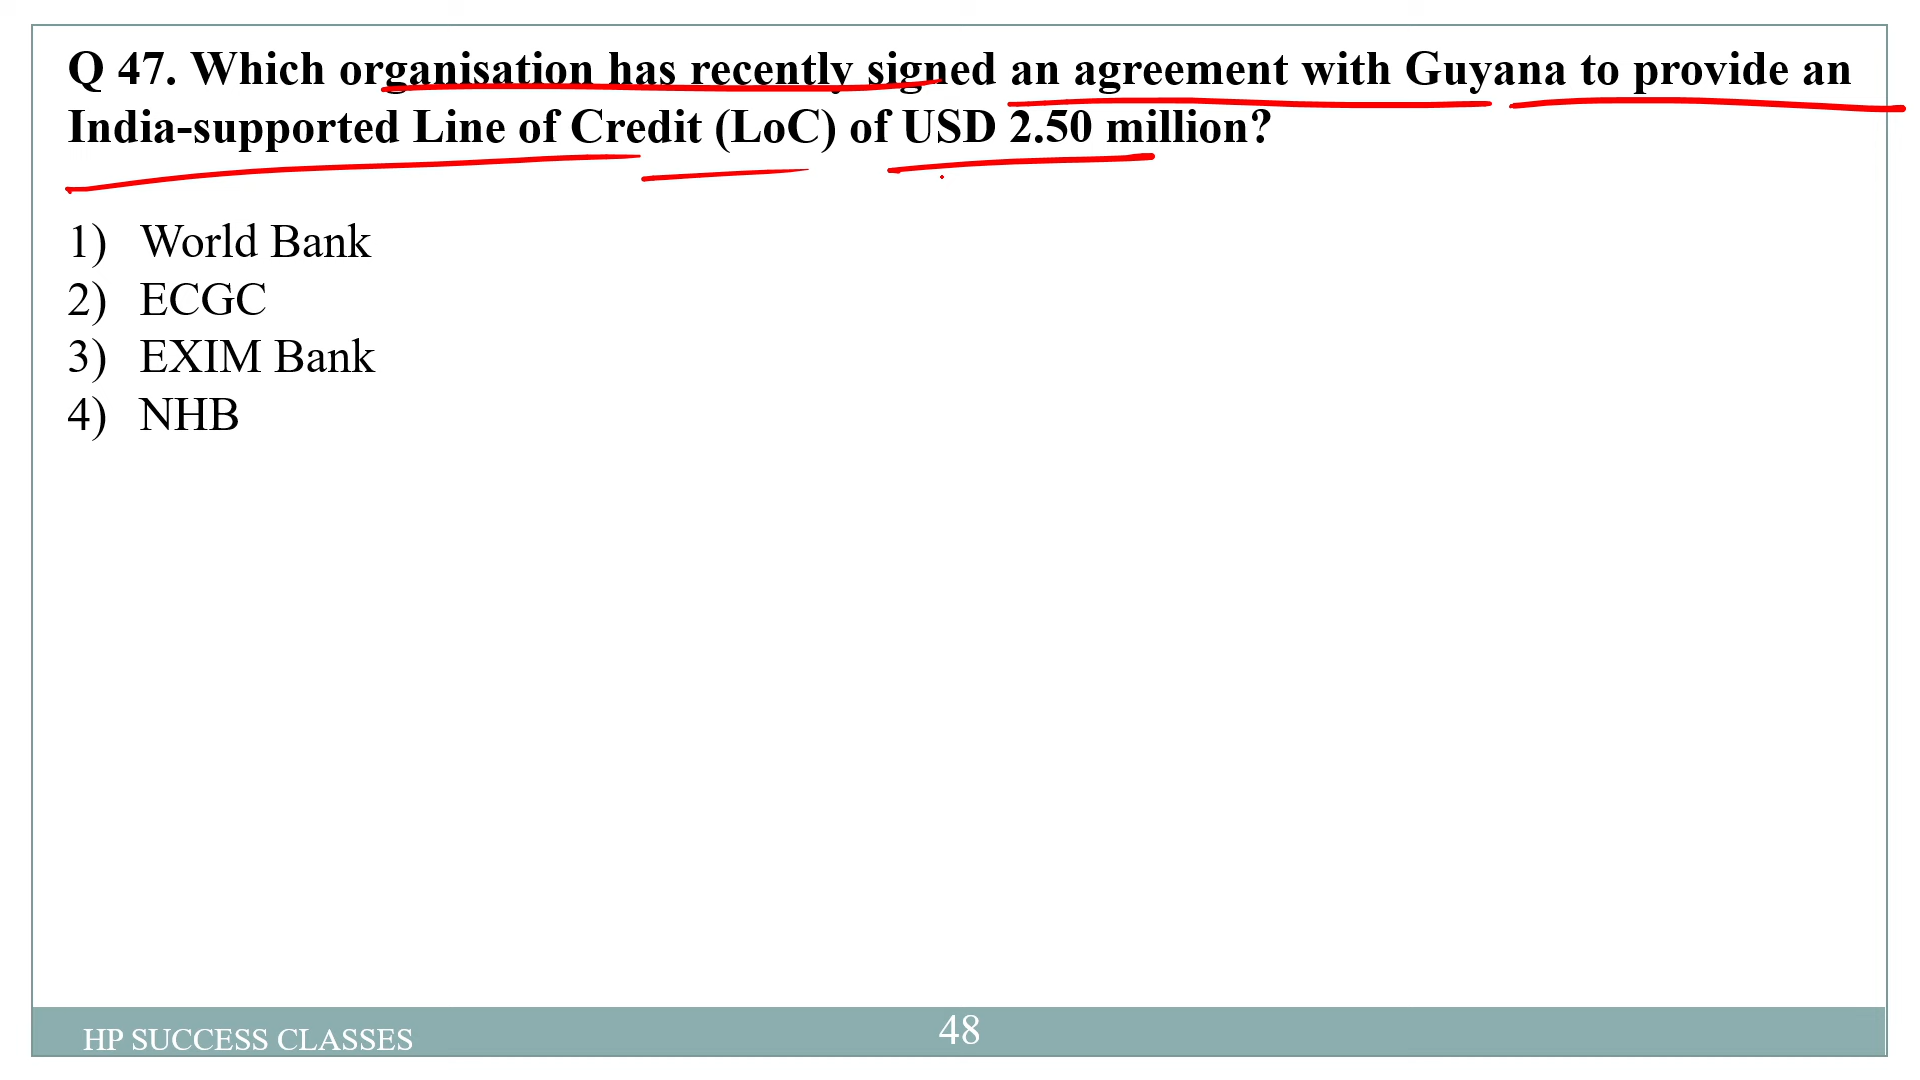 Q 47. Which organisation has recently signed an agreement with Guyana to provide an
India-supported Line of Credit (LoC) of USD 2.50 million?
1) World Bank
2) ECGC
3) EXIM Bank
4) NHB
HP SUCCESS CLASSES
48